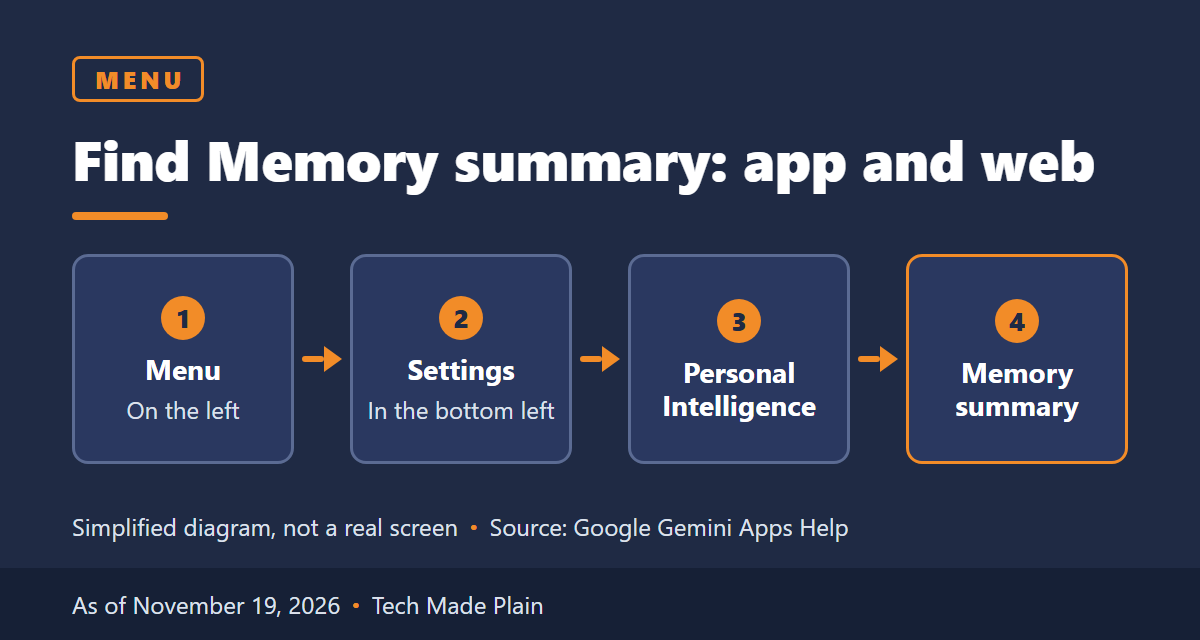 MENU
Find Memory summary: app and web
1
Menu
On the left
2
Settings
In the bottom left
3
Personal
Intelligence
4
Memory
summary
Simplified diagram, not a real screen • Source: Google Gemini Apps Help
As of November 19, 2026 • Tech Made Plain